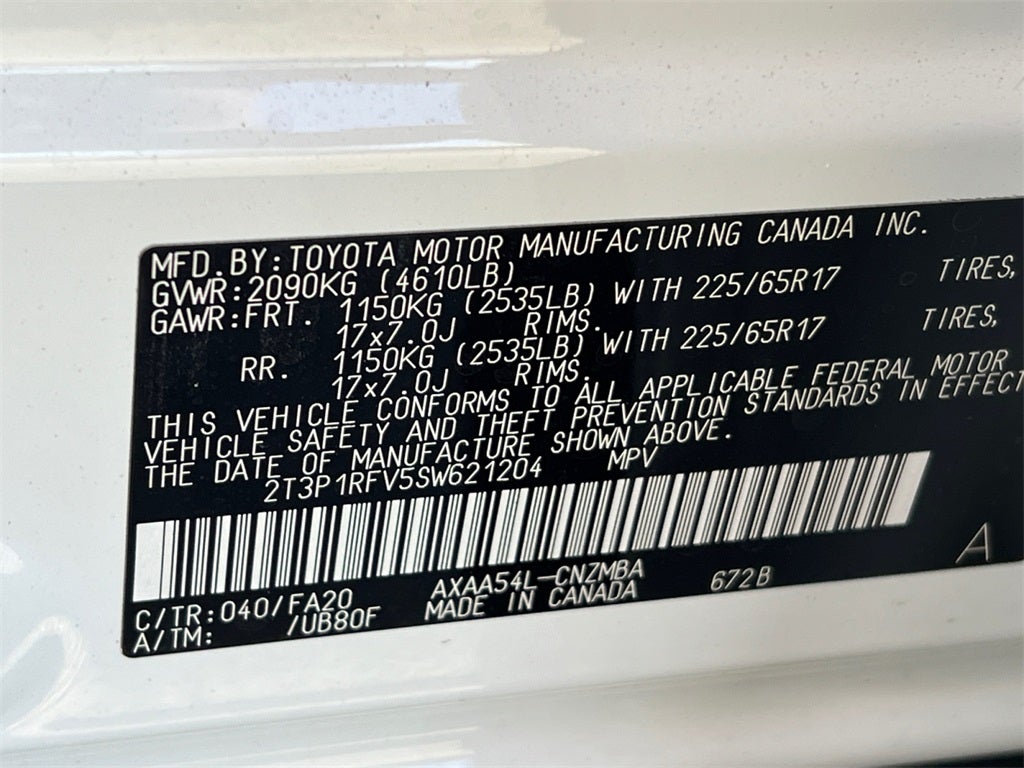 MFD.BY:TOYOTA MOTOR MANUFACTURING CANADA INC.
GVWR:2090KG (4610LB)
GAWR:FRT. 1150KG (2535LB) WITH 225/65R17 TIRES,
17x7.0J RIMS.
RR. 1150KG (2535LB) WITH 225/65R17 TIRES,
17x7.0J RIMS.
THIS VEHICLE CONFORMS TO ALL APPLICABLE FEDERAL MOTOR
VEHICLE SAFETY AND THEFT PREVENTION STANDARDS IN EFFECT
THE DATE OF MANUFACTURE SHOWN ABOVE.
2T3P1RFV5SW621204 MPV
A
C/TR:040/FA20 AXAA54L-CNZMBA 672B
A/TM: /UB80F MADE IN CANADA